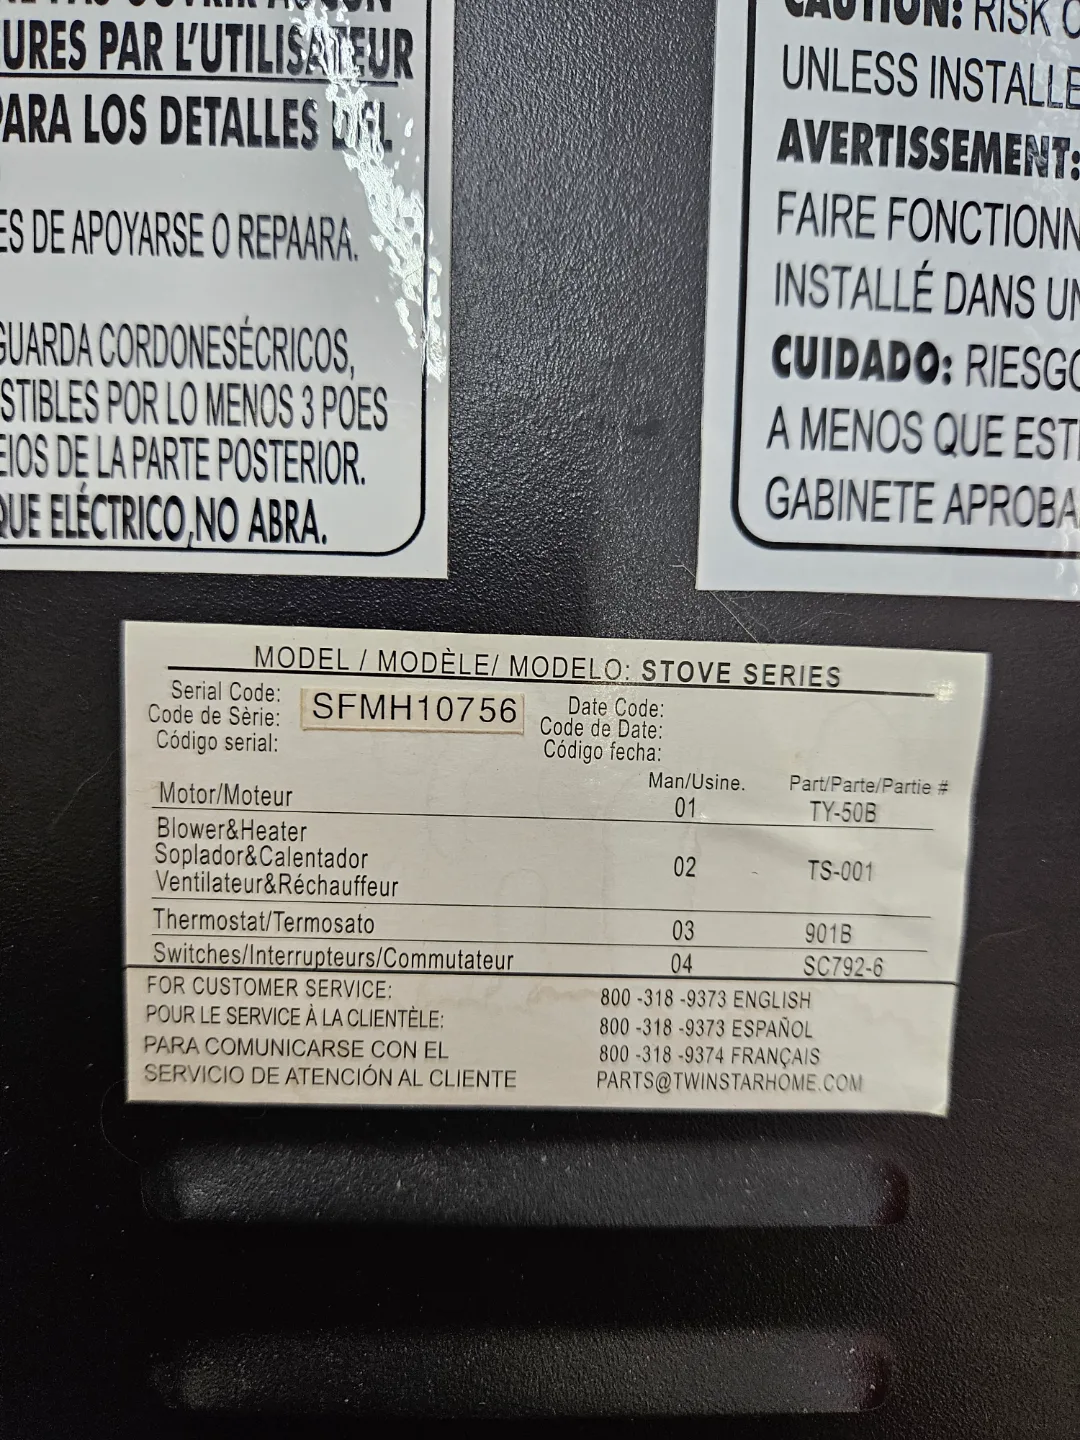 URES PAR L'UTILISATEUR
PARA LOS DETALLES DEL
ES DE APOYARSE O REPAARA.
GUARDA CORDONESÉCRICOS,
STIBLES POR LO MENOS 3 POES
EIOS DE LA PARTE POSTERIOR.
QUE ELÉCTRICO,NO ABRA.
CAUTION: RISK O
UNLESS INSTALLE
AVERTISSEMENT:
FAIRE FONCTIONN
INSTALLÉ DANS UN
CUIDADO: RIESGO
A MENOS QUE EST
GABINETE APROBA
MODEL / MODÈLE/ MODELO: STOVE SERIES
Serial Code:
Code de Sèrie:
Código serial:
SFMH10756
Date Code:
Code de Date:
Código fecha:
Man/Usine. Part/Parte/Partie #
Motor/Moteur 01 TY-50B
Blower&Heater
Soplador&Calentador 02 - TS-001
Ventilateur&Réchauffeur
Thermostat/Termosato 03 901B
Switches/Interrupteurs/Commutateur 04 SC792-6
FOR CUSTOMER SERVICE: 800 -318 -9373 ENGLISH
POUR LE SERVICE À LA CLIENTÈLE: 800 -318 -9373 ESPAÑOL
PARA COMUNICARSE CON EL 800 -318 -9374 FRANÇAIS
SERVICIO DE ATENCIÓN AL CLIENTE PARTS@TWINSTARHOME.COM